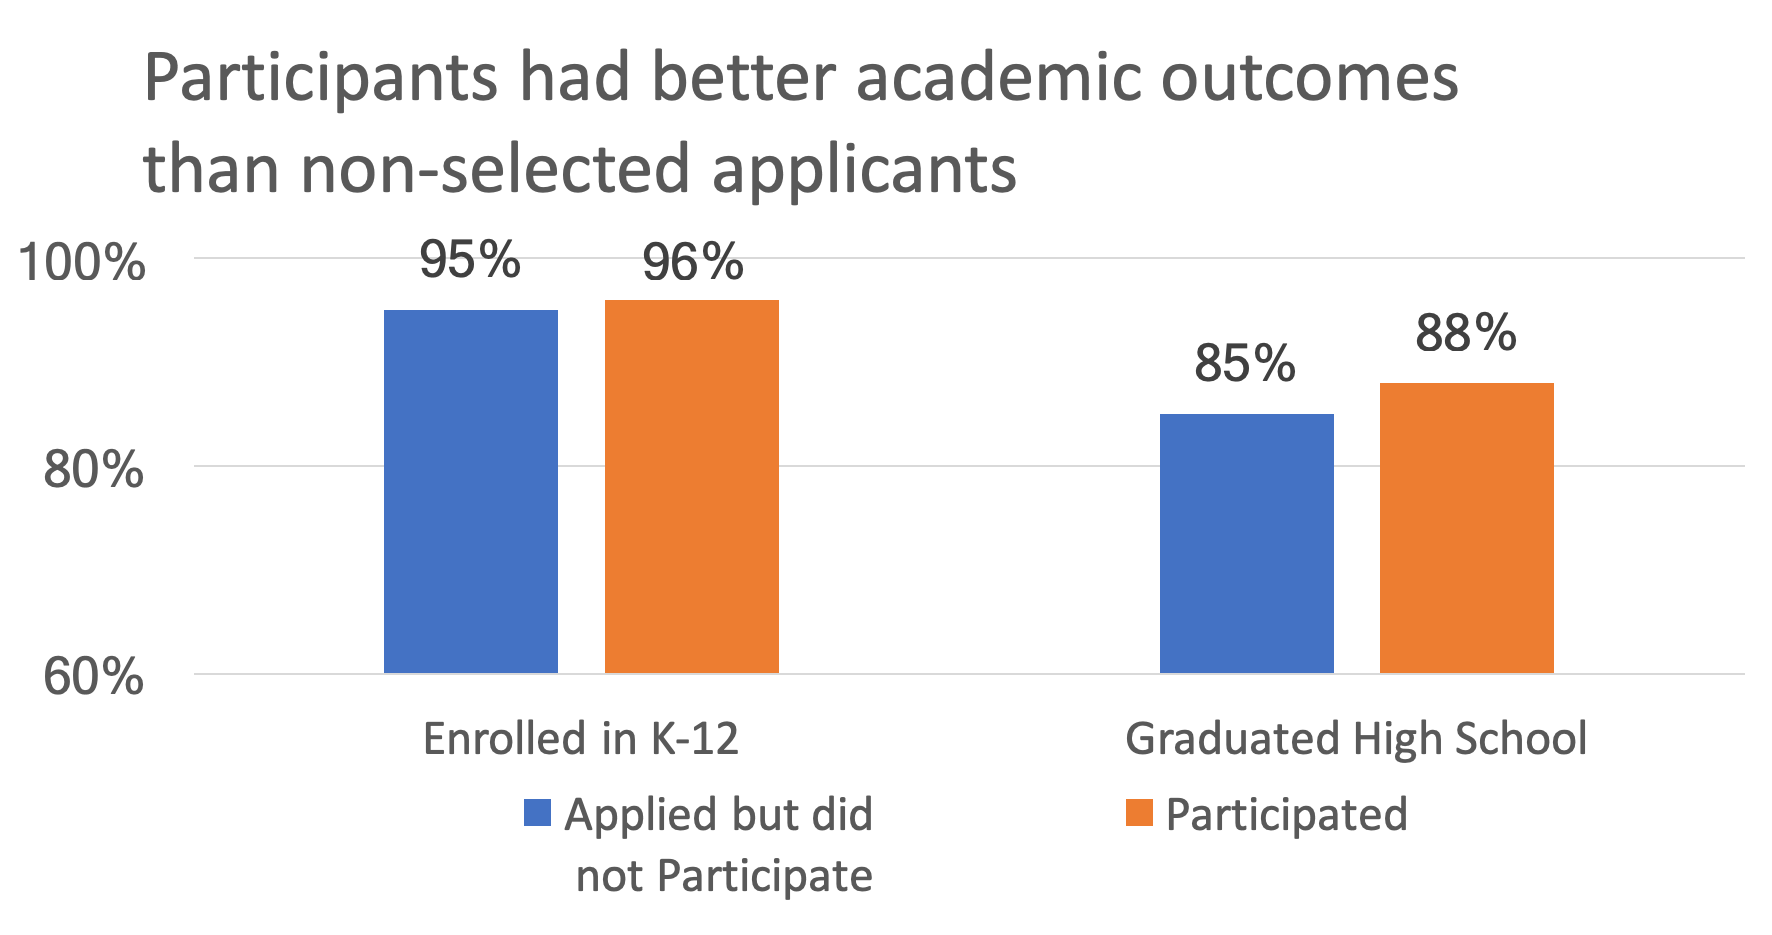 Participants had better academic outcomes
than non-selected applicants
100%
95%
96%
88%
85%
80%
60%
Enrolled in K-12
Graduated High School
Applied but did
not Participate
Participated